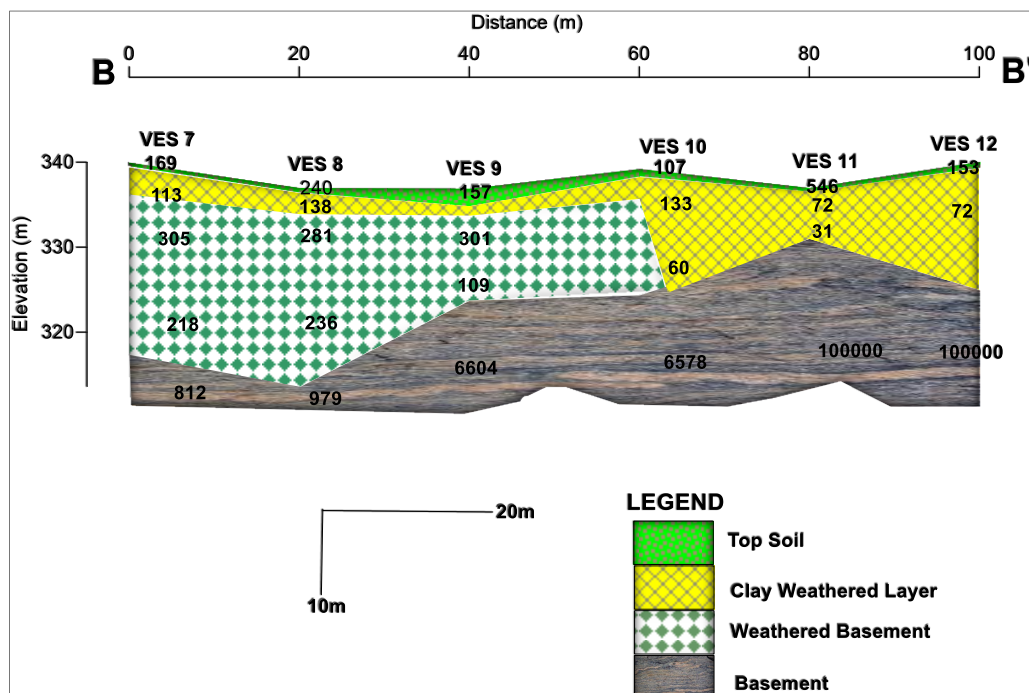 Distance (m)
0 20 40 60 80 100
B B'
VES 7 VES 8 VES 9 VES 10 VES 11 VES 12
340
169 240 157 107 546 153
113 138 133 72 72
330
305 281 301 31
109 60
320
218 236
812 979 6604 6578 100000 100000
Elevation (m)
20m
10m
LEGEND
Top Soil
Clay Weathered Layer
Weathered Basement
Basement